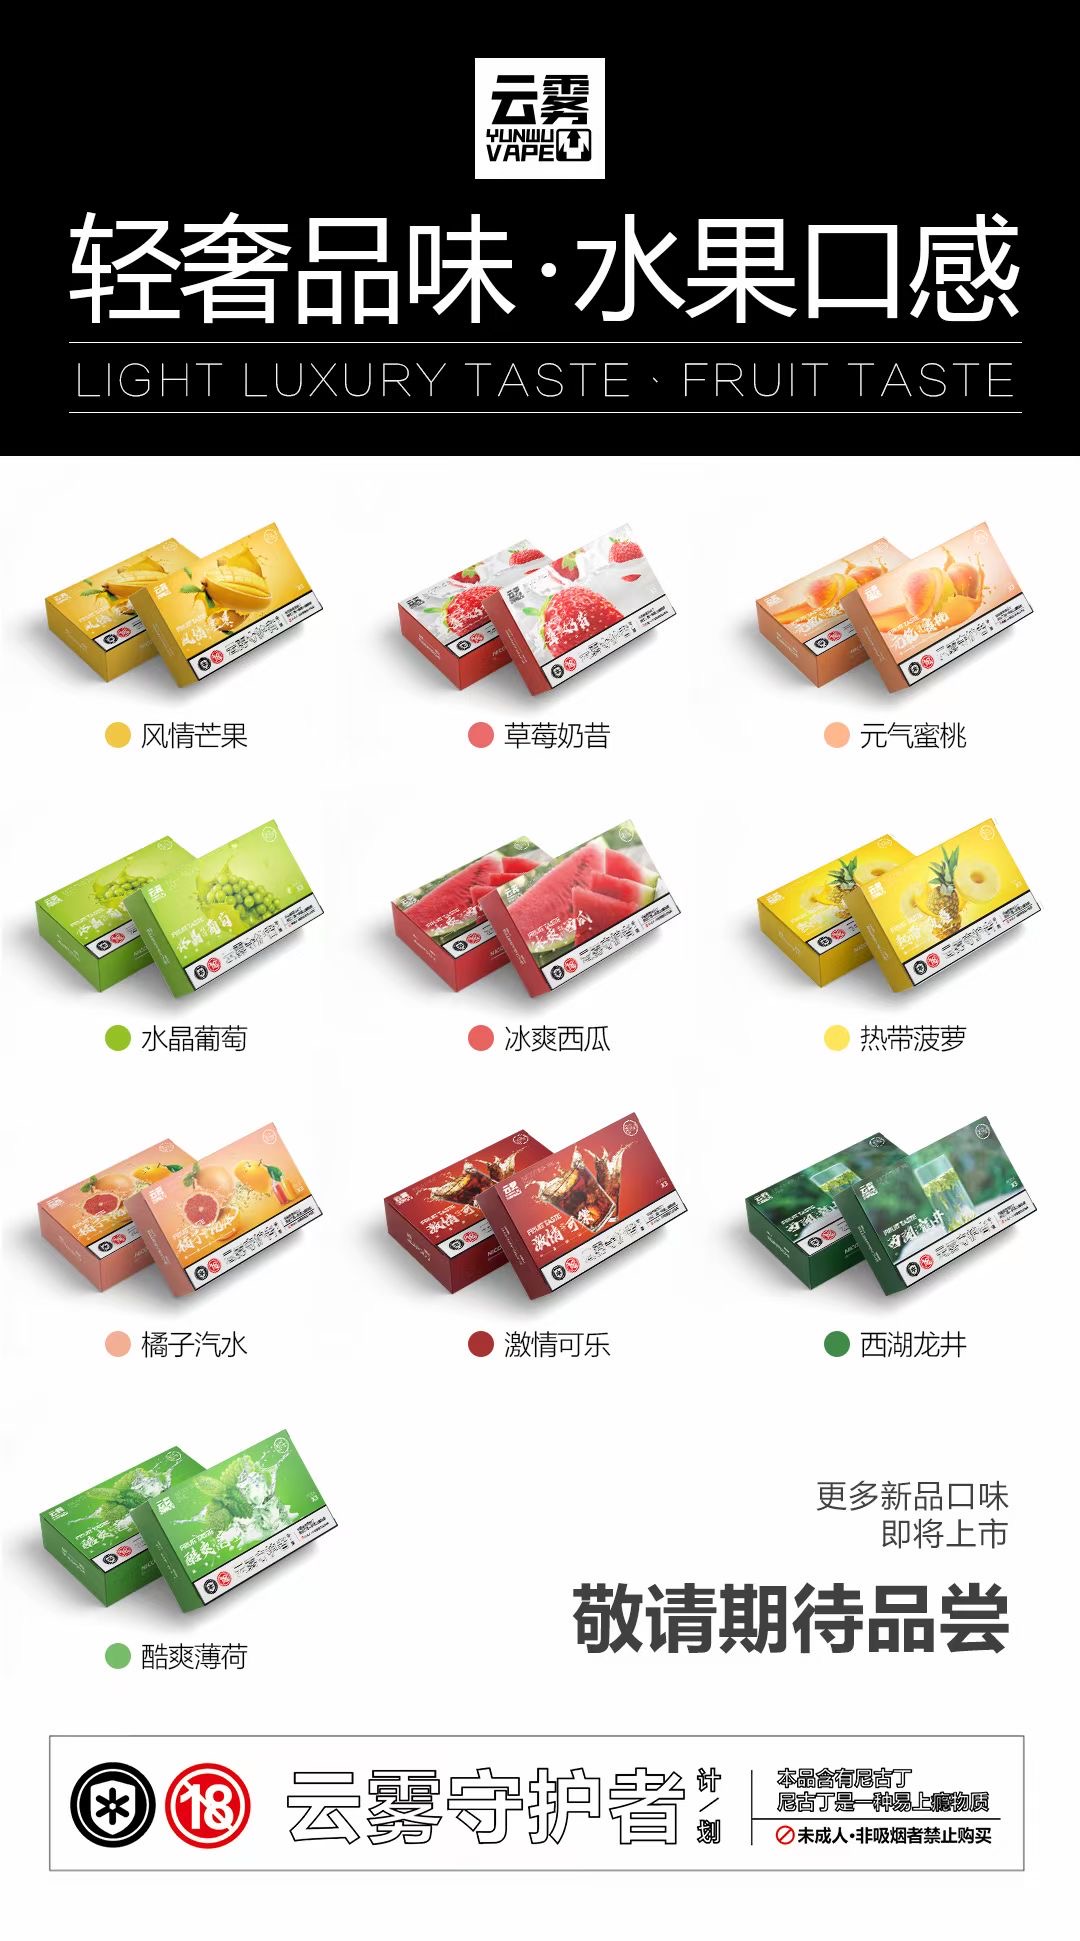 云雾
YUNWU
VAPE
轻奢品味·水果口感
LIGHT LUXURY TASTE · FRUIT TASTE
风情芒果
草莓奶昔
元气蜜桃
水晶葡萄
冰爽西瓜
热带菠萝
橘子汽水
激情可乐
西湖龙井
酷爽薄荷
更多新品口味
即将上市
敬请期待品尝
18
云雾守护者
计/划
本品含有尼古丁
尼古丁是一种易上瘾物质
未成人·非吸烟者禁止购买